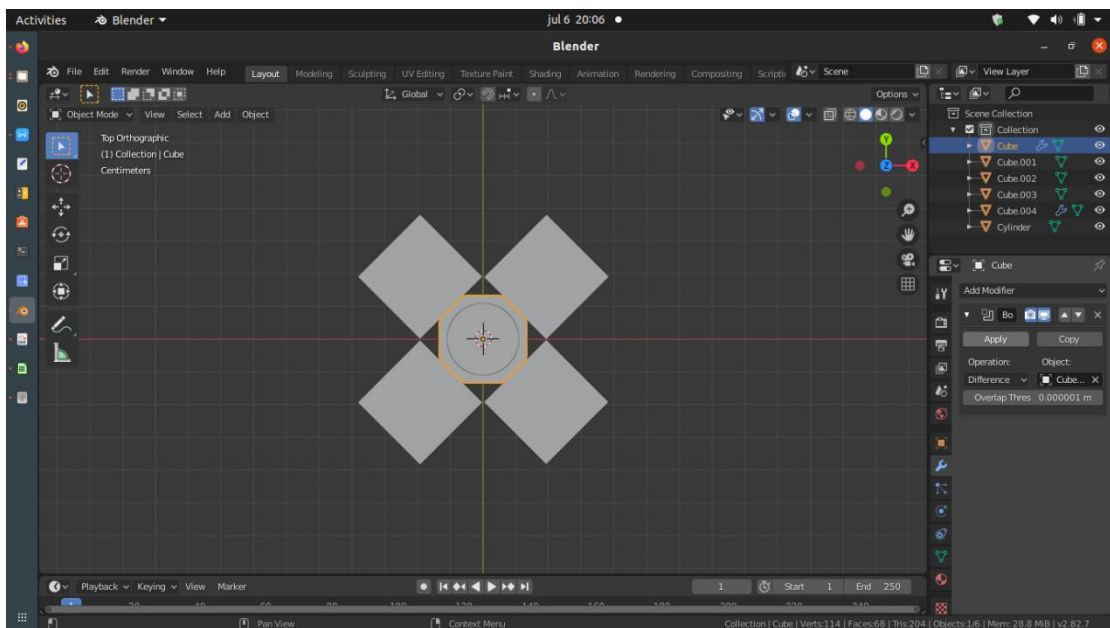 Activities Blender jul 6 20:06
Blender
File Edit Render Window Help Layout Modeling Sculpting UV Editing Texture Paint Shading Animation Rendering Compositing Scripti Scene View Layer
Global Options
Object Mode View Select Add Object
Top Orthographic
(1) Collection | Cube
Centimeters
Y
Z X
Scene Collection
Collection
Cube
Cube.001
Cube.002
Cube.003
Cube.004
Cylinder
Cube
Add Modifier
Bo
Apply Copy
Operation: Object:
Difference Cube...
Overlap Thres 0.000001 m
Playback Keying View Marker 1 Start 1 End 250
Pan View Context Menu Collection | Cube | Verts:114 | Faces:68 | Tris:204 | Objects:1/6 | Mem: 28.8 MiB | v2.82.7